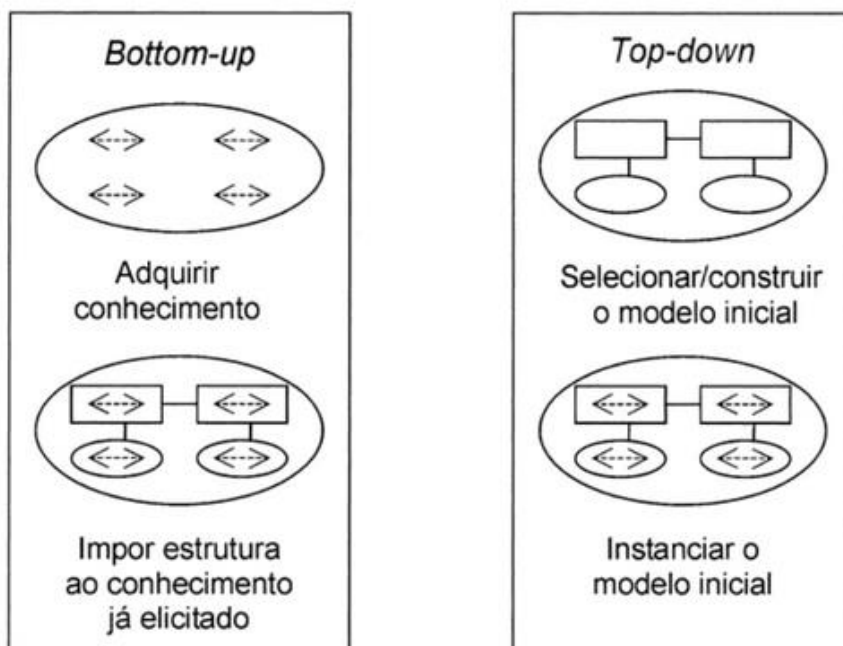 Bottom-up
Adquirir
conhecimento
Impor estrutura
ao conhecimento
já elicitado
Top-down
Selecionar/construir
o modelo inicial
Instanciar o
modelo inicial